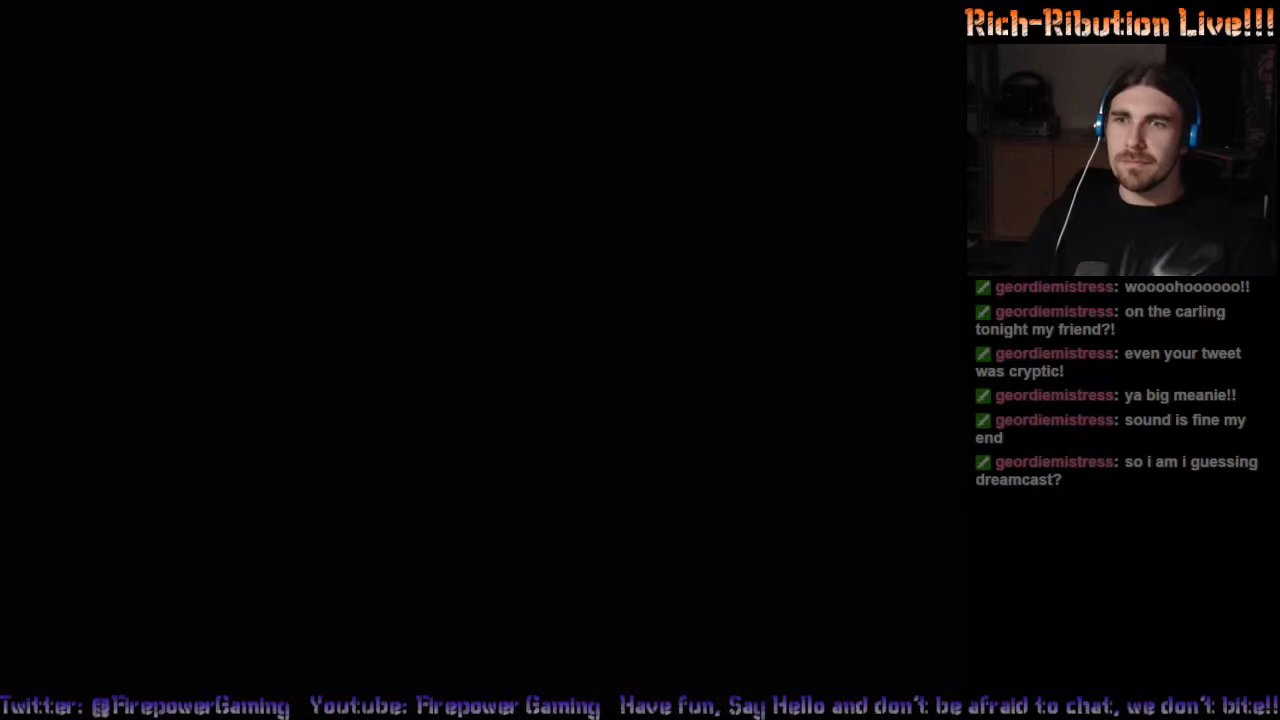 Rich-Ribution Live!!!
geordiemistress: woooohoooooo!!
geordiemistress: on the carling
tonight my friend?!
geordiemistress: even your tweet
was cryptic!
geordiemistress: ya big meanie!!
geordiemistress: sound is fine my
end
geordiemistress: so i am i guessing
dreamcast?
Twitter: @FirepowerGaming Youtube: Firepower Gaming Have fun, Say Hello and don't be afraid to chat, we don't bite!!